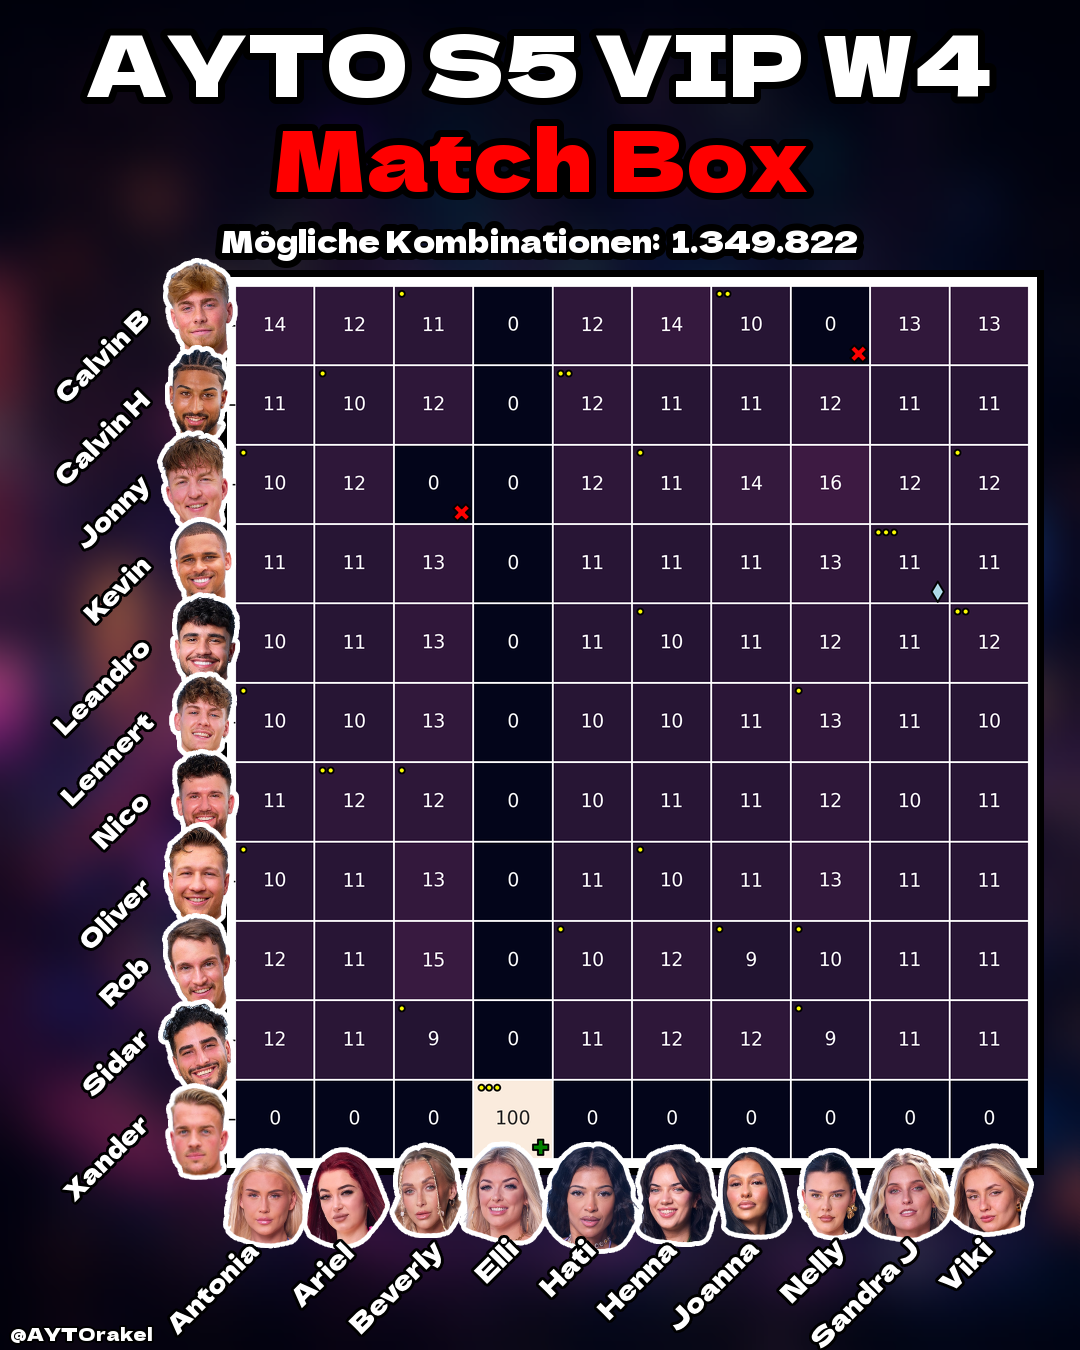 AYTO S5 VIP W4
Match Box
Mögliche Kombinationen: 1.349.822
Calvin B 14 12 11 0 12 14 10 0 13 13
Calvin H 11 10 12 0 12 11 11 12 11 11
Jonny 10 12 0 0 12 11 14 16 12 12
Kevin 11 11 13 0 11 11 11 13 11 11
Leandro 10 11 13 0 11 10 11 12 11 12
Lennert 10 10 13 0 10 10 11 13 11 10
Nico 11 12 12 0 10 11 11 12 10 11
Oliver 10 11 13 0 11 10 11 13 11 11
Rob 12 11 15 0 10 12 9 10 11 11
Sidar 12 11 9 0 11 12 12 9 11 11
Xander 0 0 0 100 0 0 0 0 0 0
Antonia Ariel Beverly Elli Hati Henna Joanna Nelly Sandra J Viki
@AYTOrakel